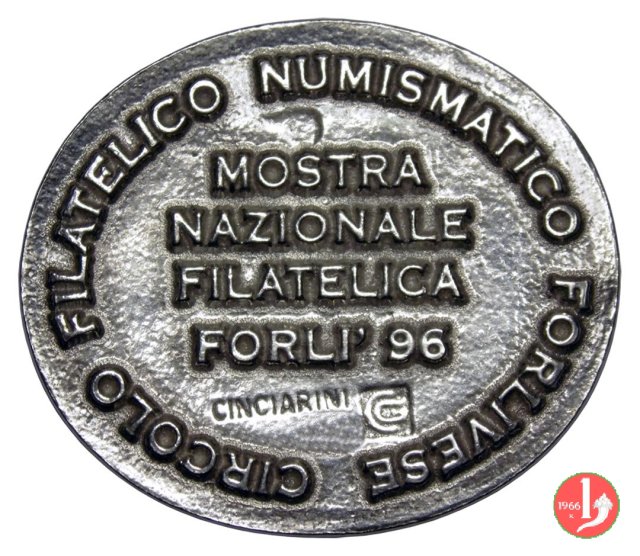 CIRCOLO FILATELICO NUMISMATICO FORLIVESE
MOSTRA
NAZIONALE
FILATELICA
FORLI' 96
CINCIARINI
1966